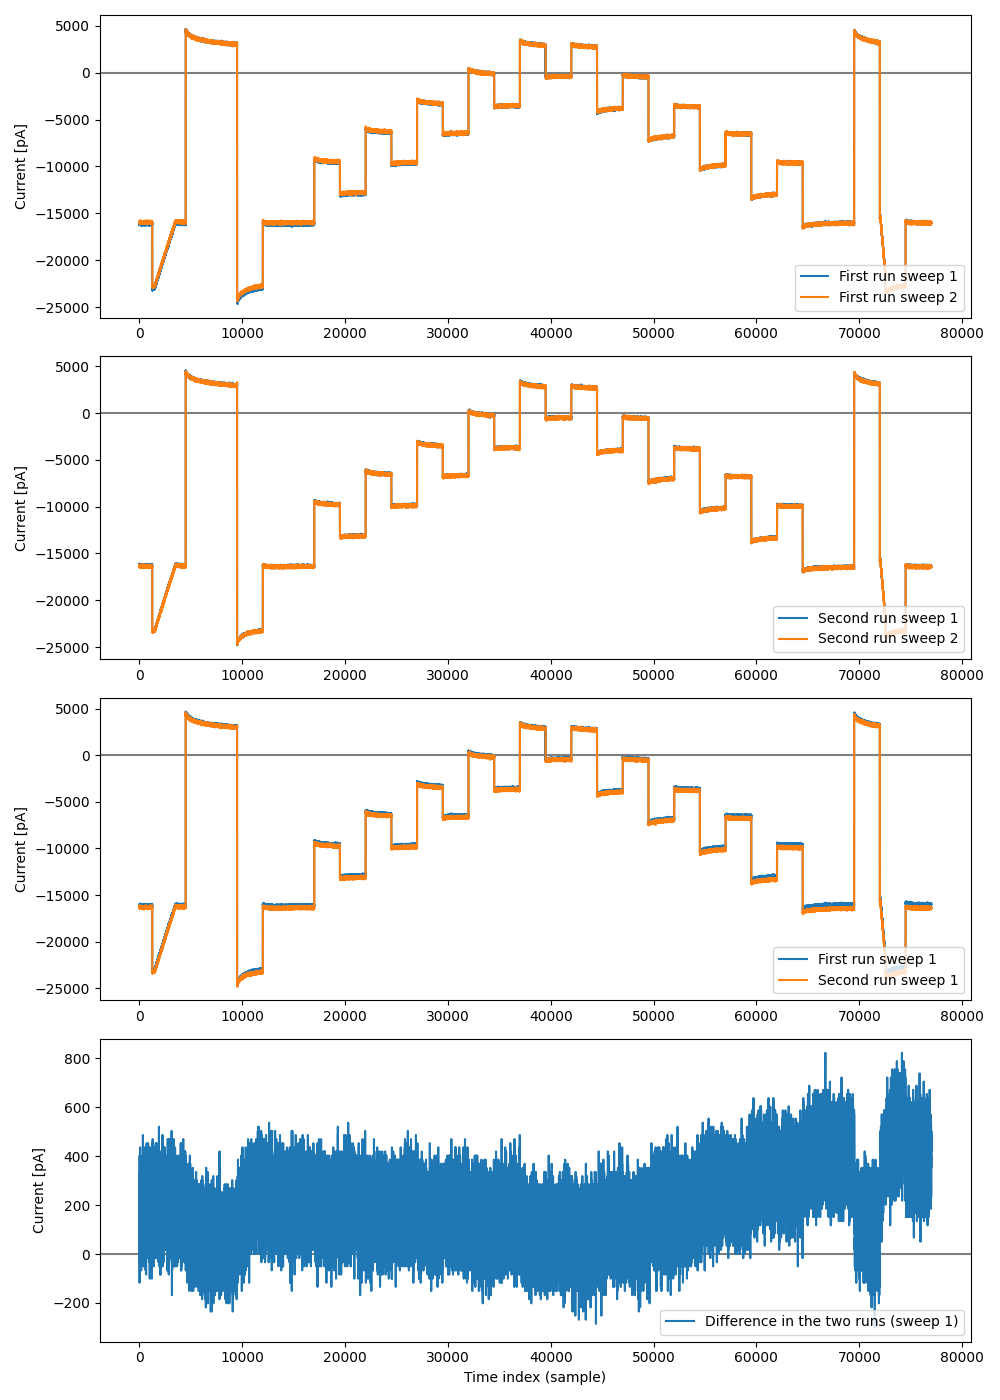 5000
0
−5000
−10000
−15000
−20000
−25000
Current [pA]
First run sweep 1
First run sweep 2
0 10000 20000 30000 40000 50000 60000 70000 80000
5000
0
−5000
−10000
−15000
−20000
−25000
Current [pA]
Second run sweep 1
Second run sweep 2
0 10000 20000 30000 40000 50000 60000 70000 80000
5000
0
−5000
−10000
−15000
−20000
−25000
Current [pA]
First run sweep 1
Second run sweep 1
0 10000 20000 30000 40000 50000 60000 70000 80000
800
600
400
200
0
−200
Current [pA]
Difference in the two runs (sweep 1)
0 10000 20000 30000 40000 50000 60000 70000 80000
Time index (sample)